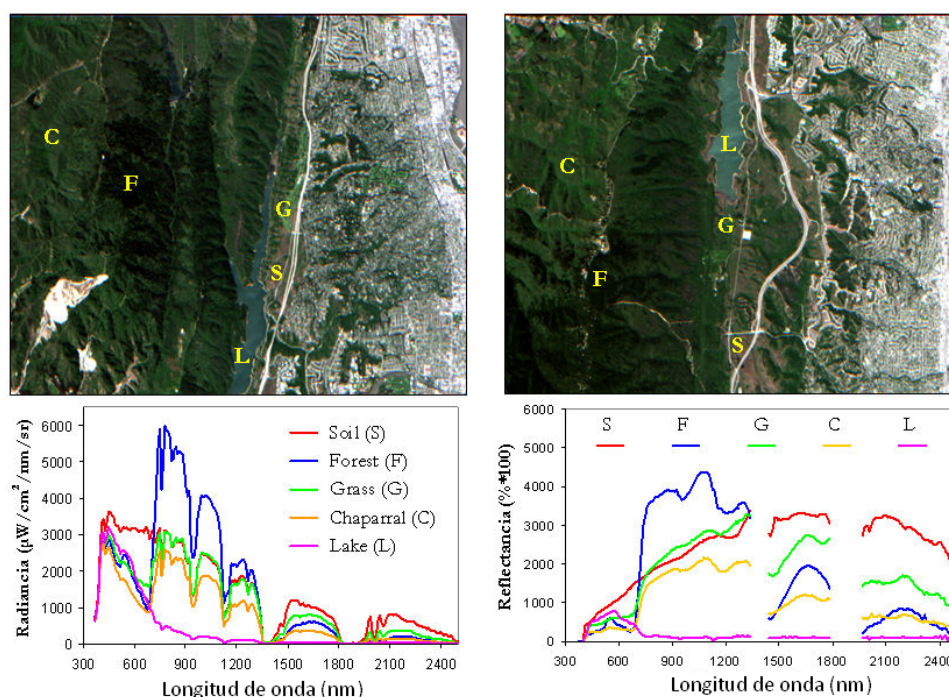 C
F
G
S
L
L
C
G
F
S
6000
5000
4000
3000
2000
1000
0
Radiancia (µW/cm²/nm/sr)
Soil (S)
Forest (F)
Grass (G)
Chaparral (C)
Lake (L)
300 600 900 1200 1500 1800 2100 2400
Longitud de onda (nm)
6000
5000
4000
3000
2000
1000
0
Reflectancia (%*100)
S F G C L
300 600 900 1200 1500 1800 2100 2400
Longitud de onda (nm)